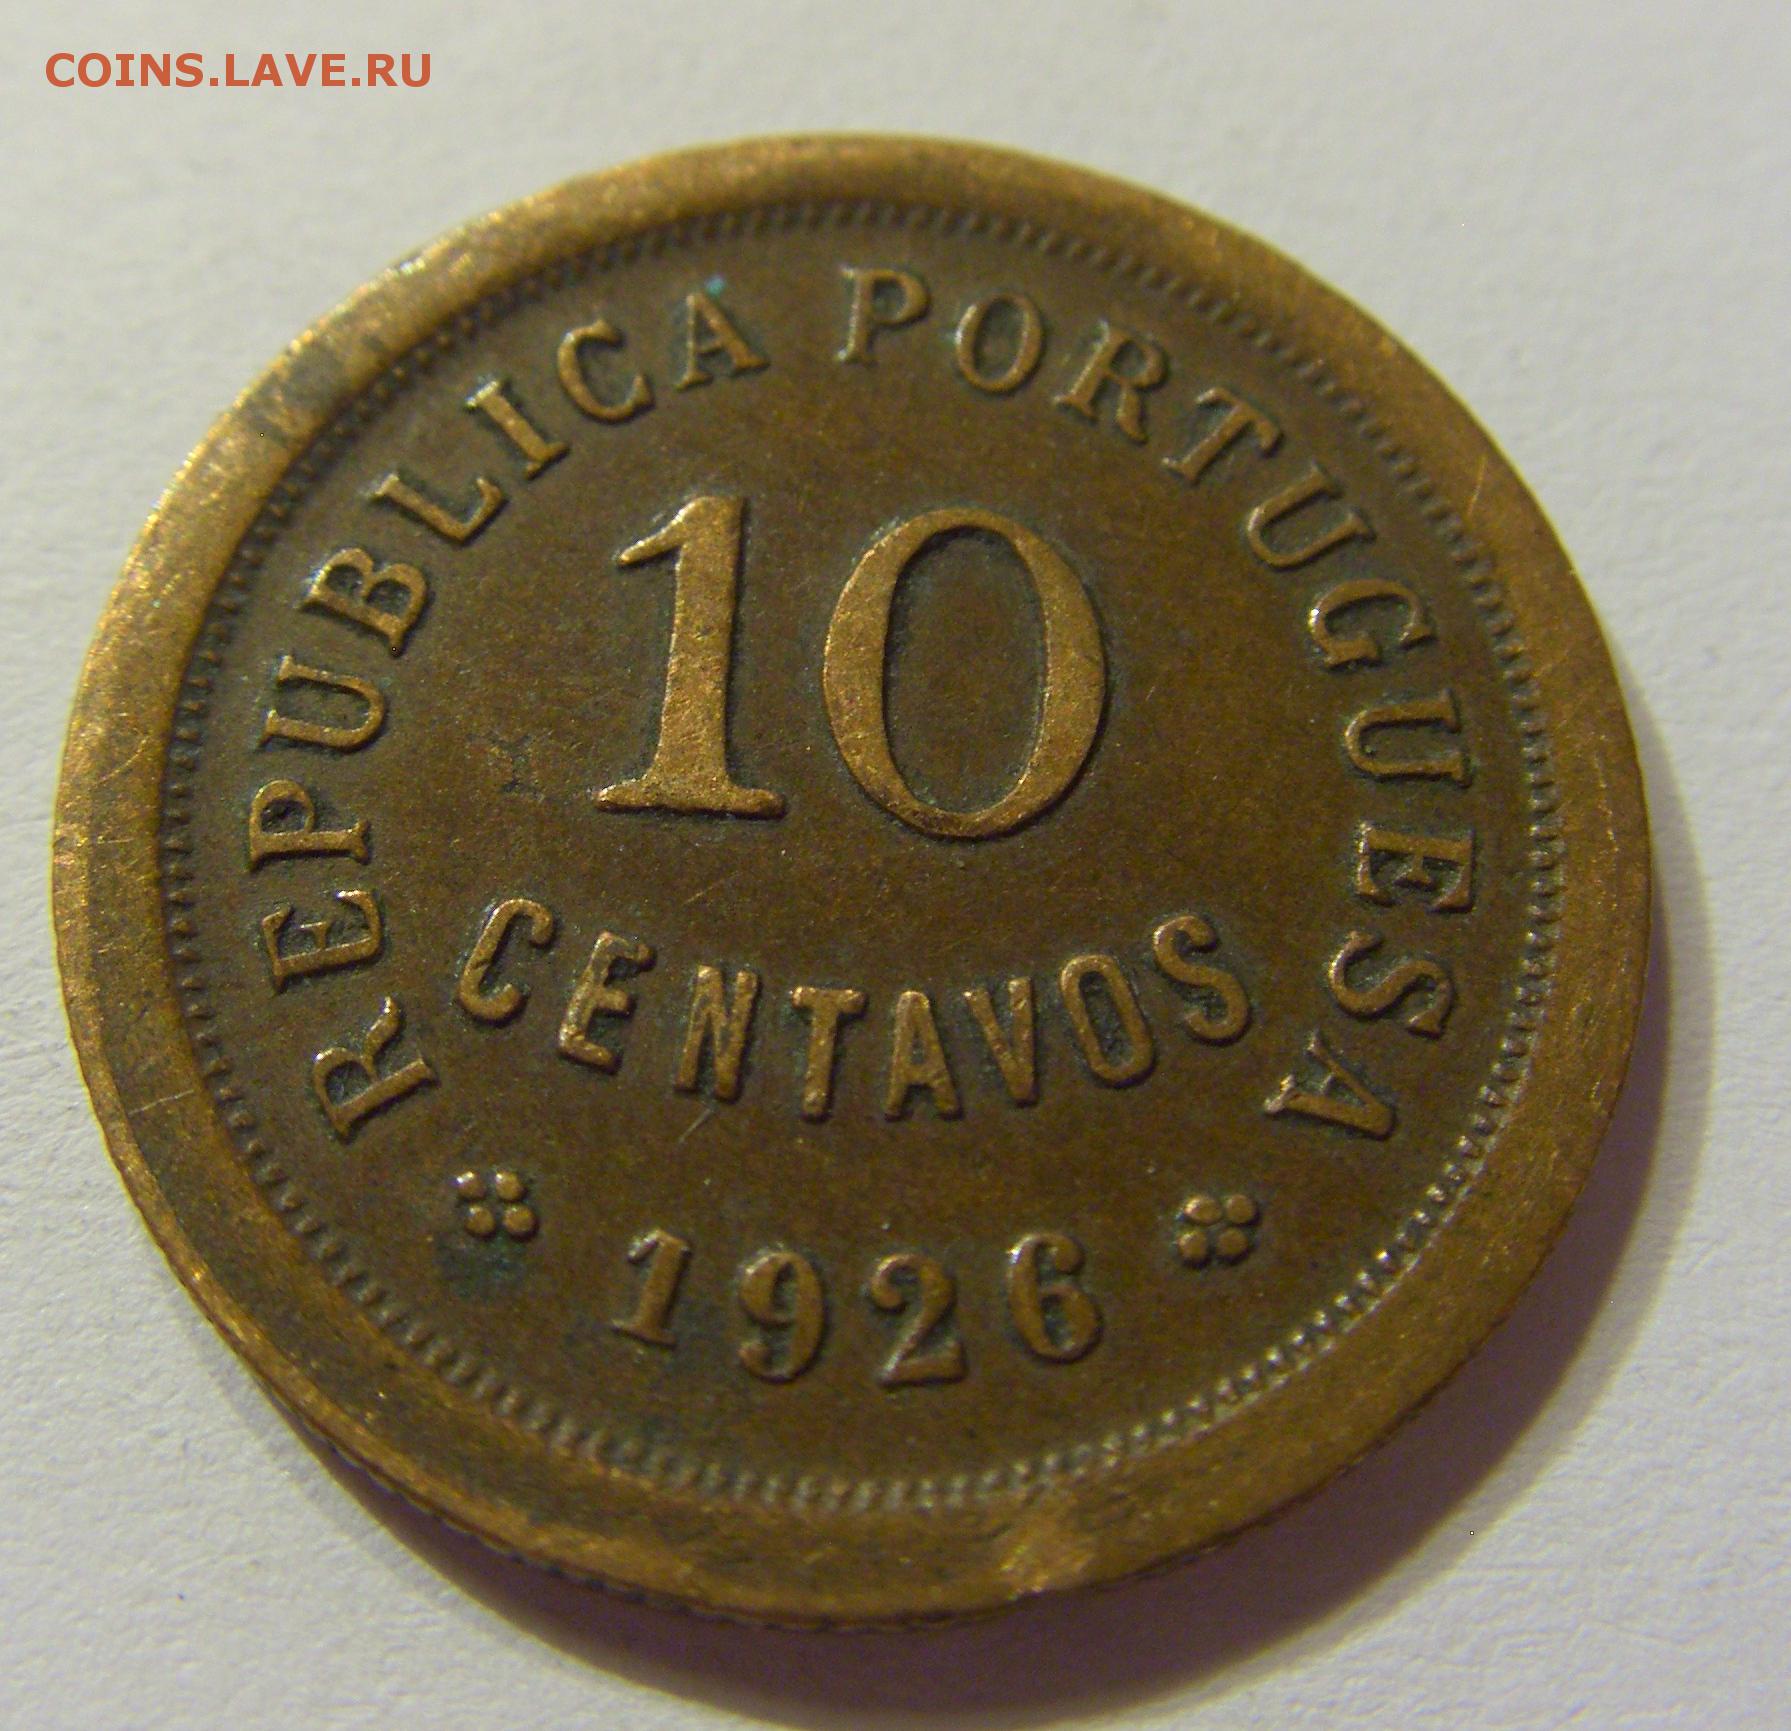 COINS.LAVE.RU
REPUBLICA PORTUGUESA
10
CENTAVOS
1926